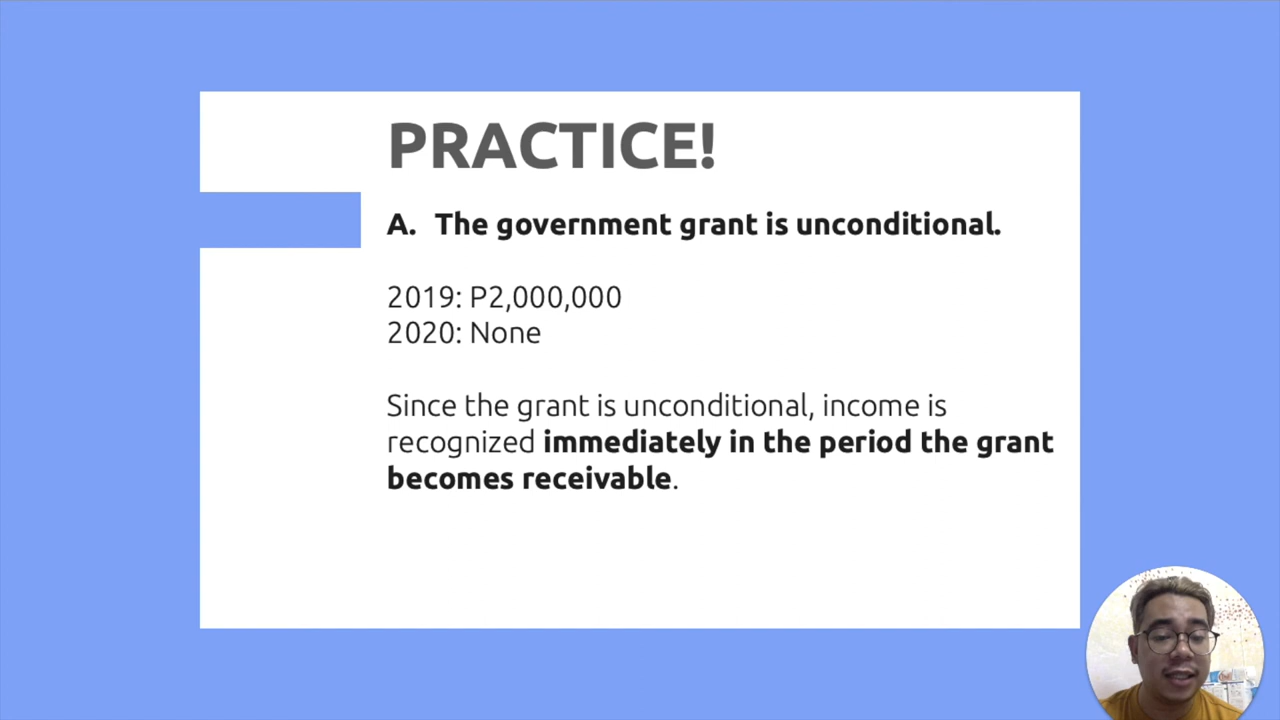 PRACTICE!
A. The government grant is unconditional.
2019: P2,000,000
2020: None
Since the grant is unconditional, income is
recognized immediately in the period the grant
becomes receivable.